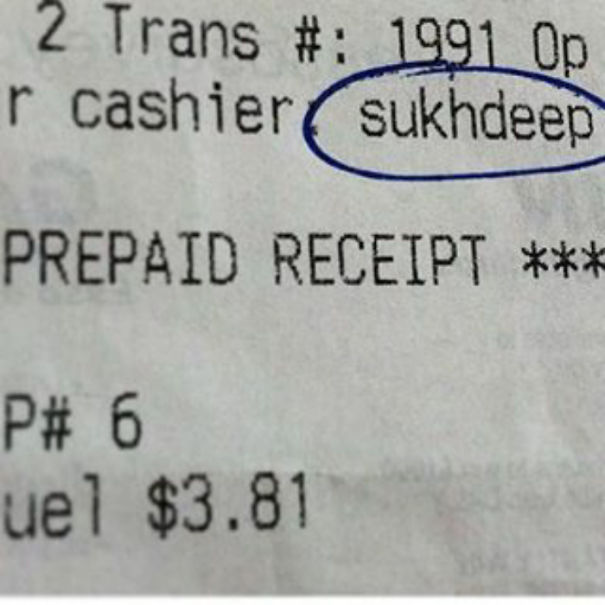 2 Trans #: 1991 Op
r cashier: sukhdeep
PREPAID RECEIPT ***
P# 6
uel $3.81